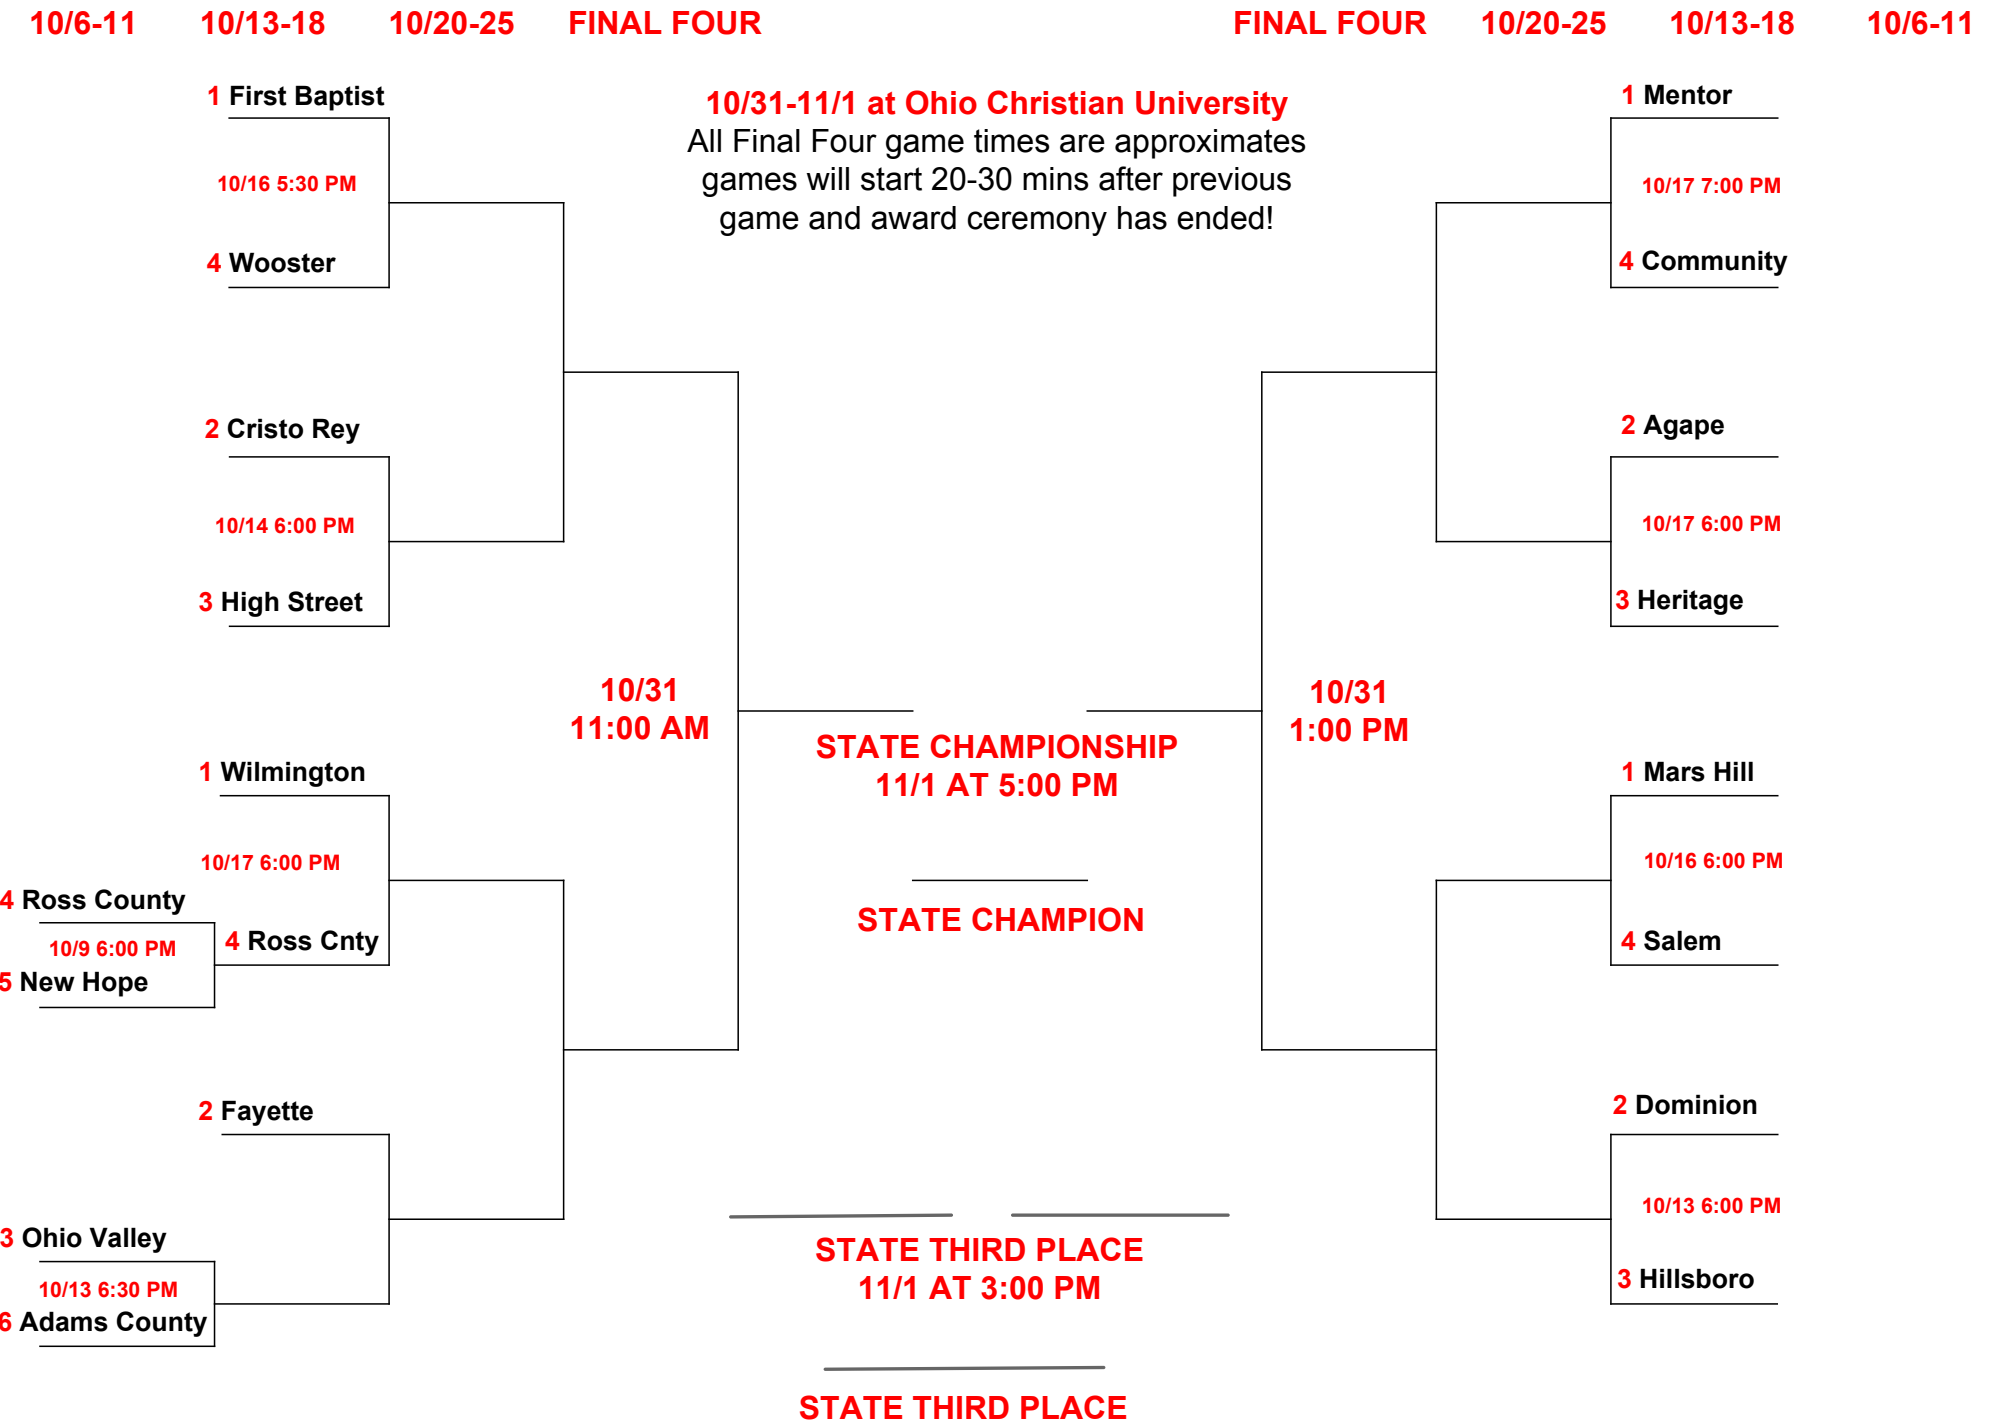 10/6-11 10/13-18 10/20-25 FINAL FOUR FINAL FOUR 10/20-25 10/13-18 10/6-11
10/31-11/1 at Ohio Christian University
All Final Four game times are approximates
games will start 20-30 mins after previous
game and award ceremony has ended!
1 First Baptist
10/16 5:30 PM
4 Wooster
2 Cristo Rey
10/14 6:00 PM
3 High Street
10/31
11:00 AM
1 Wilmington
10/17 6:00 PM
4 Ross County
10/9 6:00 PM
5 New Hope
4 Ross Cnty
2 Fayette
3 Ohio Valley
10/13 6:30 PM
6 Adams County
STATE CHAMPIONSHIP
11/1 AT 5:00 PM
STATE CHAMPION
STATE THIRD PLACE
11/1 AT 3:00 PM
STATE THIRD PLACE
1 Mentor
10/17 7:00 PM
4 Community
2 Agape
10/17 6:00 PM
3 Heritage
10/31
1:00 PM
1 Mars Hill
10/16 6:00 PM
4 Salem
2 Dominion
10/13 6:00 PM
3 Hillsboro